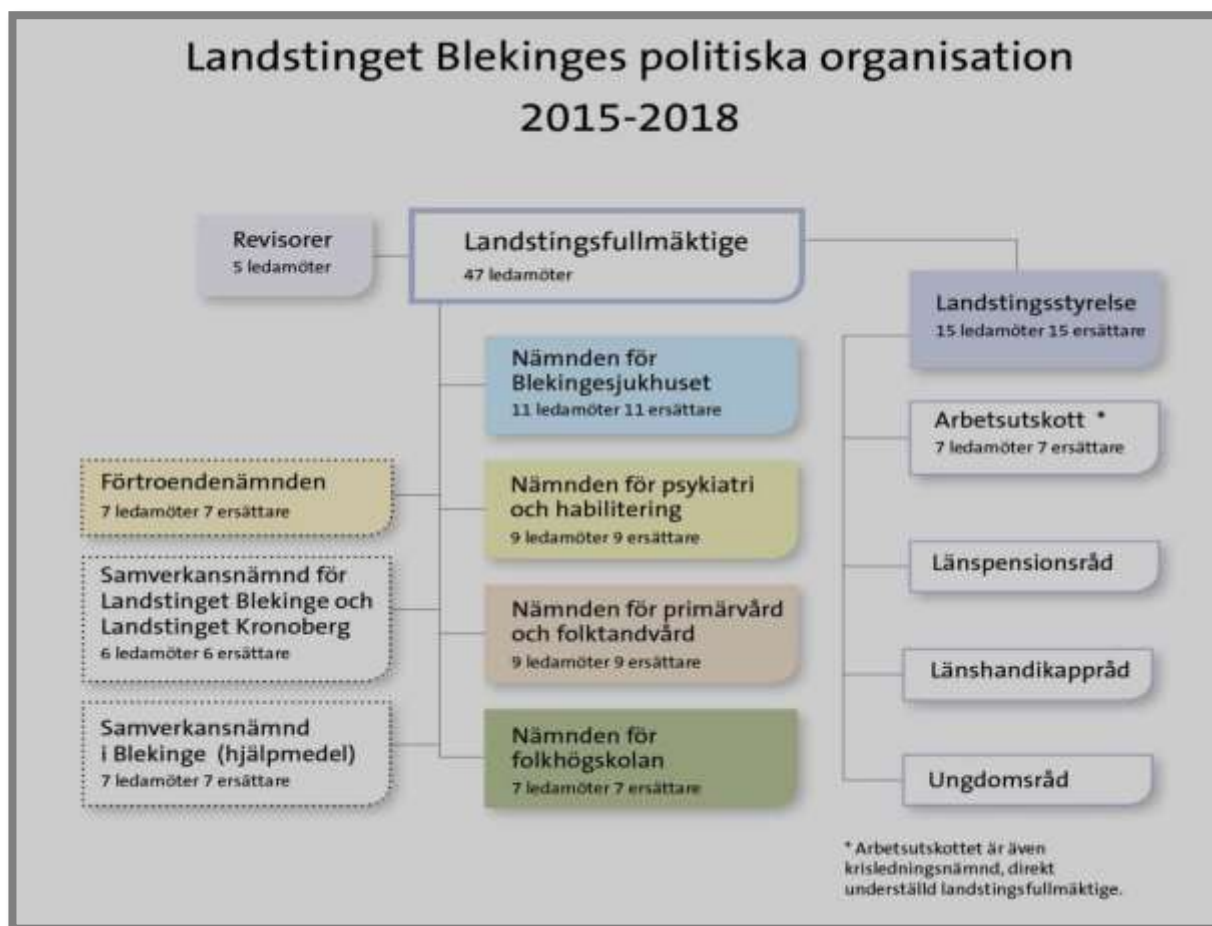 Landstinget Blekinges politiska organisation
2015-2018
Revisorer
5 ledamöter
Landstingsfullmäktige
47 ledamöter
Landstingsstyrelse
15 ledamöter 15 ersättare
Nämnden för
Blekingesjukhuset
11 ledamöter 11 ersättare
Arbetsutskott *
7 ledamöter 7 ersättare
Förtroendenämnden
7 ledamöter 7 ersättare
Nämnden för psykiatri
och habilitering
9 ledamöter 9 ersättare
Länspensionsråd
Samverkansnämnd för
Landstinget Blekinge och
Landstinget Kronoberg
6 ledamöter 6 ersättare
Nämnden för primärvård
och folktandvård
9 ledamöter 9 ersättare
Länshandikappråd
Samverkansnämnd
i Blekinge (hjälpmedel)
7 ledamöter 7 ersättare
Nämnden för
folkhögskolan
7 ledamöter 7 ersättare
Ungdomsråd
* Arbetsutskottet är även
krisledningsnämnd, direkt
underställd landstingsfullmäktige.